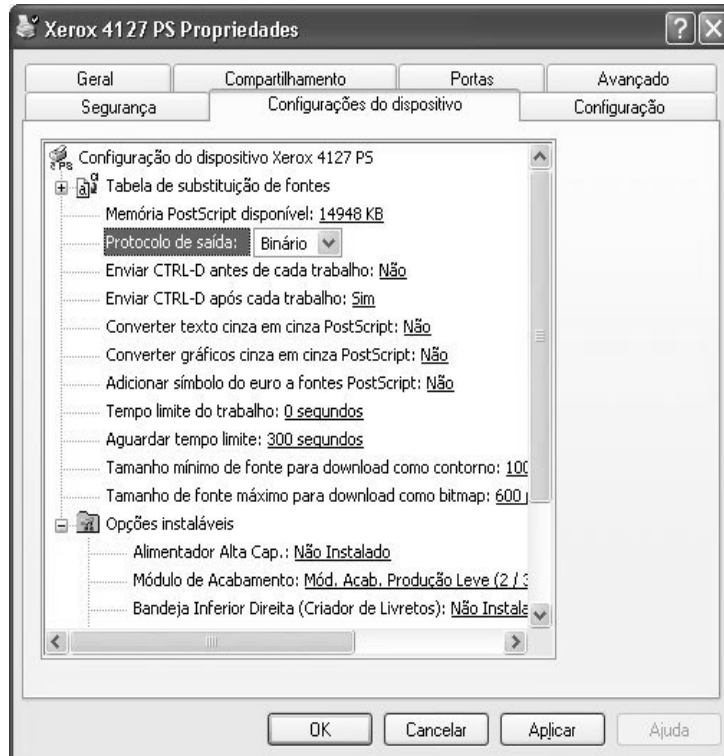 Xerox 4127 PS Propriedades
Geral Compartilhamento Portas Avançado
Segurança Configurações do dispositivo Configuração
Configuração do dispositivo Xerox 4127 PS
Tabela de substituição de fontes
Memória PostScript disponível: 14948 KB
Protocolo de saída: Binário
Enviar CTRL-D antes de cada trabalho: Não
Enviar CTRL-D após cada trabalho: Sim
Converter texto cinza em cinza PostScript: Não
Converter gráficos cinza em cinza PostScript: Não
Adicionar símbolo do euro a fontes PostScript: Não
Tempo limite do trabalho: 0 segundos
Aguardar tempo limite: 300 segundos
Tamanho mínimo de fonte para download como contorno: 100
Tamanho de fonte máximo para download como bitmap: 600
Opções instaláveis
Alimentador Alta Cap.: Não Instalado
Módulo de Acabamento: Mód. Acab. Produção Leve (2 / 3
Bandeja Inferior Direita (Criador de Livretos): Não Instala
OK Cancelar Aplicar Ajuda